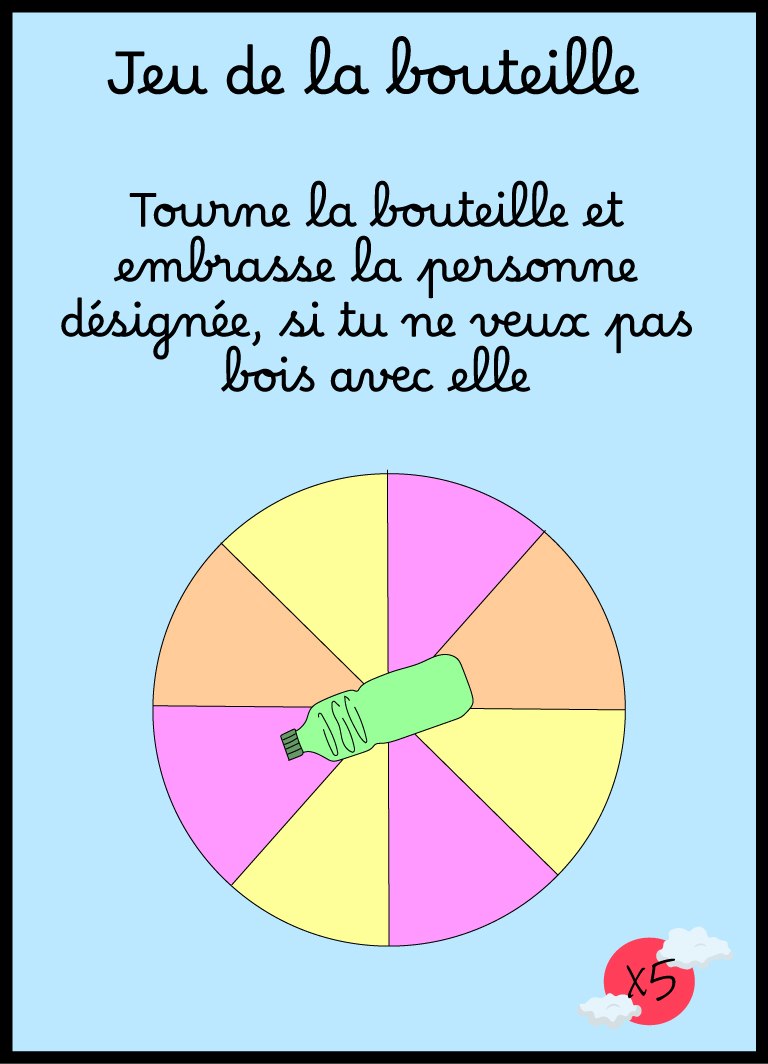 Jeu de la bouteille
Tourne la bouteille et
embrasse la personne
désignée, si tu ne veux pas
bois avec elle
x5